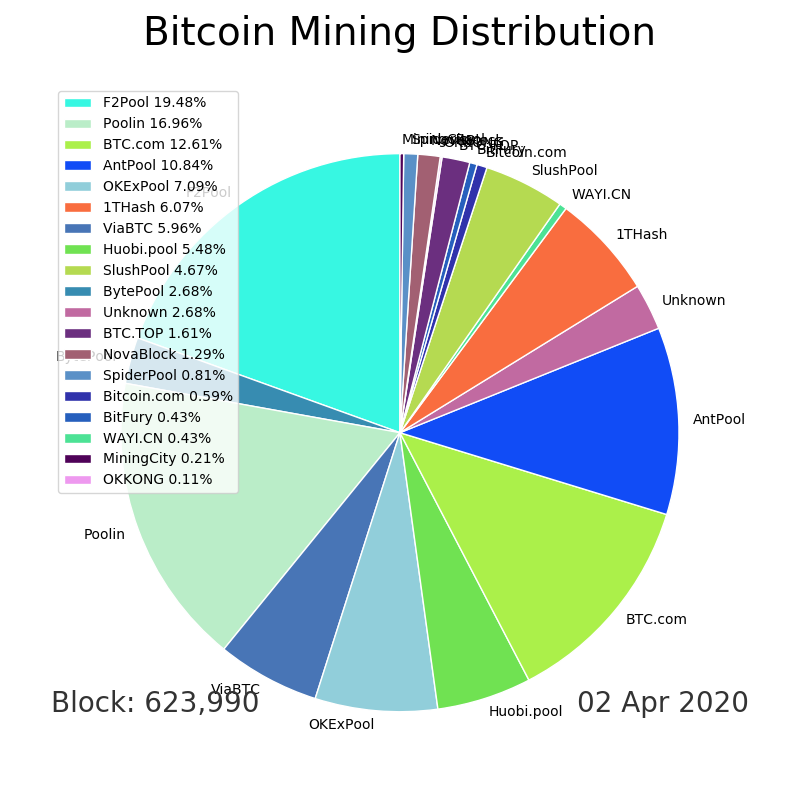 Bitcoin Mining Distribution
F2Pool 19.48%
Poolin 16.96%
BTC.com 12.61%
AntPool 10.84%
OKExPool 7.09%
1THash 6.07%
ViaBTC 5.96%
Huobi.pool 5.48%
SlushPool 4.67%
BytePool 2.68%
Unknown 2.68%
BTC.TOP 1.61%
NovaBlock 1.29%
SpiderPool 0.81%
Bitcoin.com 0.59%
BitFury 0.43%
WAYI.CN 0.43%
MiningCity 0.21%
OKKONG 0.11%
Bitcoin.com
SlushPool
WAYI.CN
1THash
Unknown
AntPool
BTC.com
Huobi.pool
OKExPool
ViaBTC
Poolin
F2Pool
Block: 623,990
02 Apr 2020